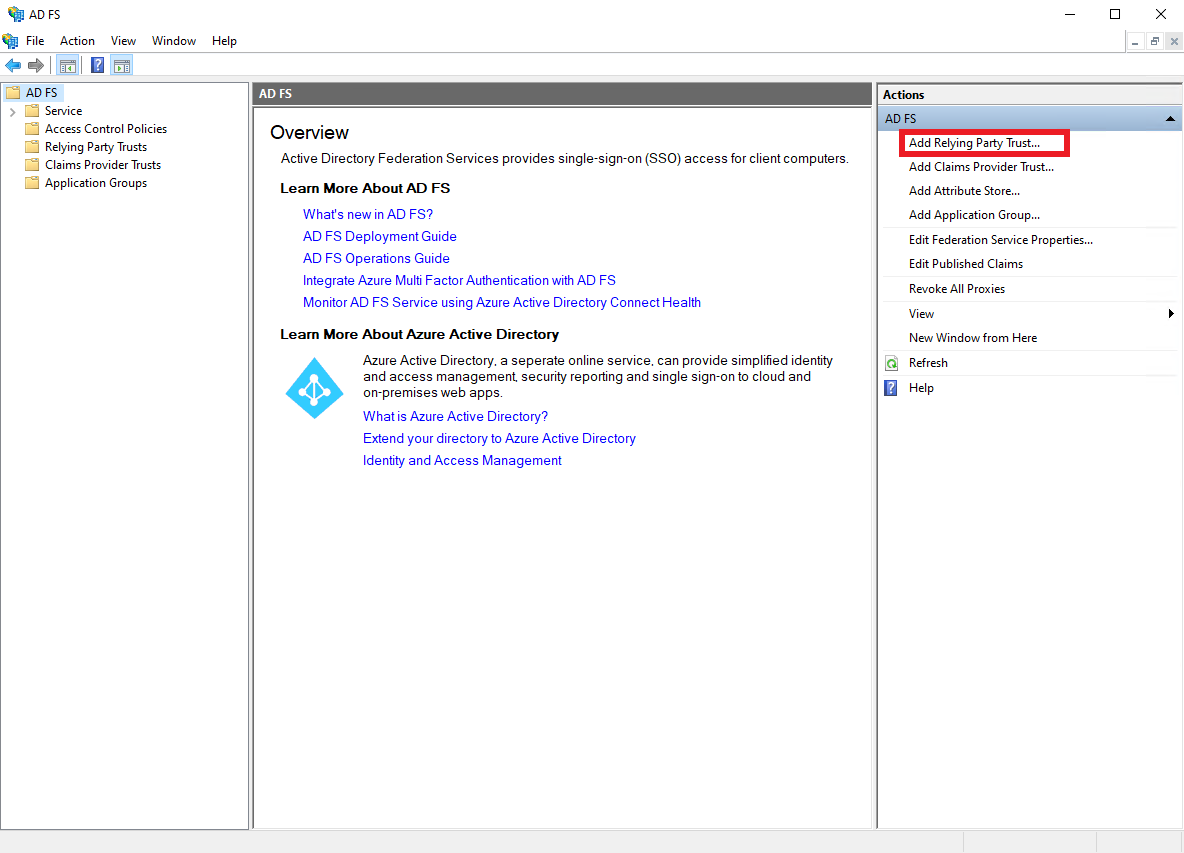 AD FS
File Action View Window Help
AD FS
Service
Access Control Policies
Relying Party Trusts
Claims Provider Trusts
Application Groups
AD FS
Overview
Active Directory Federation Services provides single-sign-on (SSO) access for client computers.
Learn More About AD FS
What's new in AD FS?
AD FS Deployment Guide
AD FS Operations Guide
Integrate Azure Multi Factor Authentication with AD FS
Monitor AD FS Service using Azure Active Directory Connect Health
Learn More About Azure Active Directory
Azure Active Directory, a seperate online service, can provide simplified identity
and access management, security reporting and single sign-on to cloud and
on-premises web apps.
What is Azure Active Directory?
Extend your directory to Azure Active Directory
Identity and Access Management
Actions
AD FS
Add Relying Party Trust...
Add Claims Provider Trust...
Add Attribute Store...
Add Application Group...
Edit Federation Service Properties...
Edit Published Claims
Revoke All Proxies
View
New Window from Here
Refresh
Help